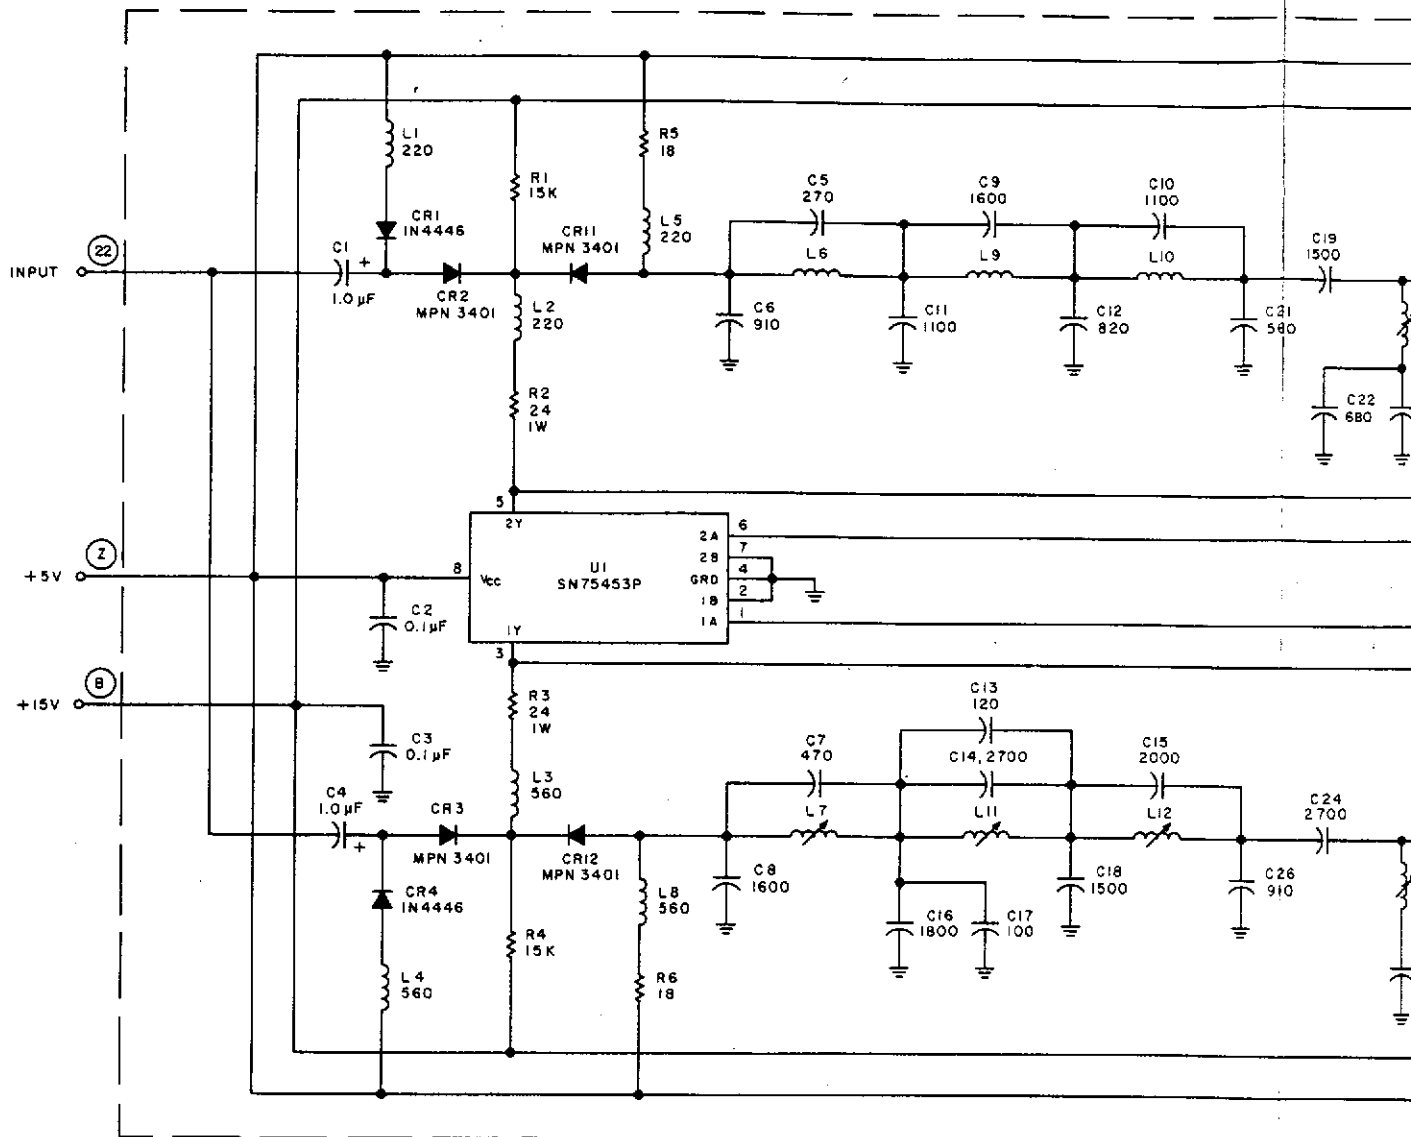 L1
220
R5
18
R1
15K
C5
270
C9
1600
C10
1100
CR1
1N4446
CR11
MPN 3401
L5
220
C19
1500
22
INPUT
C1
+
1.0µF
CR2
MPN 3401
L2
220
L6
L9
L10
C6
910
C11
1100
C12
820
C21
560
R2
24
1W
C22
680
5
2Y
6
2A
7
2B
4
GRD
2
1B
1
1A
Z
+5V
8
Vcc
U1
SN75453P
C2
0.1µF
1Y
3
B
+15V
R3
24
1W
C13
120
C3
0.1µF
C7
470
C14, 2700
C15
2000
C4
1.0µF
+
L3
560
CR3
MPN 3401
CR12
MPN 3401
L7
L11
L12
C24
2700
CR4
1N4446
C8
1600
L8
560
C18
1500
C26
910
R4
15K
C16
1800
C17
100
L4
560
R6
18